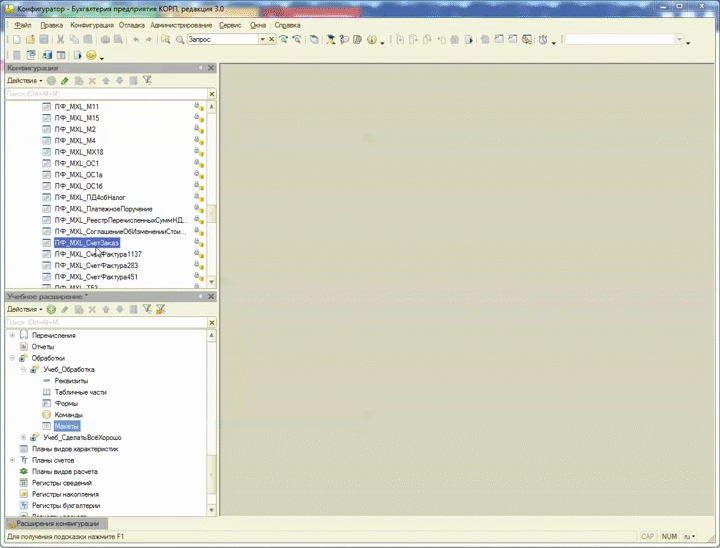 Конфигуратор - Бухгалтерия предприятия КОРП, редакция 3.0
Файл Правка Конфигурация Отладка Администрирование Сервис Окна Справка
Запрос
Конфигурация
Действия
Поиск (Ctrl+Alt+M)
ПФ_MXL_М11
ПФ_MXL_М15
ПФ_MXL_М2
ПФ_MXL_М4
ПФ_MXL_МХ18
ПФ_MXL_ОС1
ПФ_MXL_ОС1а
ПФ_MXL_ОС1б
ПФ_MXL_ПД4сбНалог
ПФ_MXL_ПлатежноеПоручение
ПФ_MXL_РеестрПеречисленныхСуммНД...
ПФ_MXL_СоглашениеОбИзмененииСтои...
ПФ_MXL_СчетЗаказ
ПФ_MXL_СчетФактура1137
ПФ_MXL_СчетФактура283
ПФ_MXL_СчетФактура451
Учебное расширение *
Действия
Поиск (Ctrl+Alt+M)
Перечисления
Отчеты
Обработки
Учеб_Обработка
Реквизиты
Табличные части
Формы
Команды
Макеты
Учеб_СделатьВсёХорошо
Планы видов характеристик
Планы счетов
Планы видов расчета
Регистры сведений
Регистры накопления
Регистры бухгалтерии
Расширения конфигурации
Для получения подсказки нажмите F1
CAP NUM ru